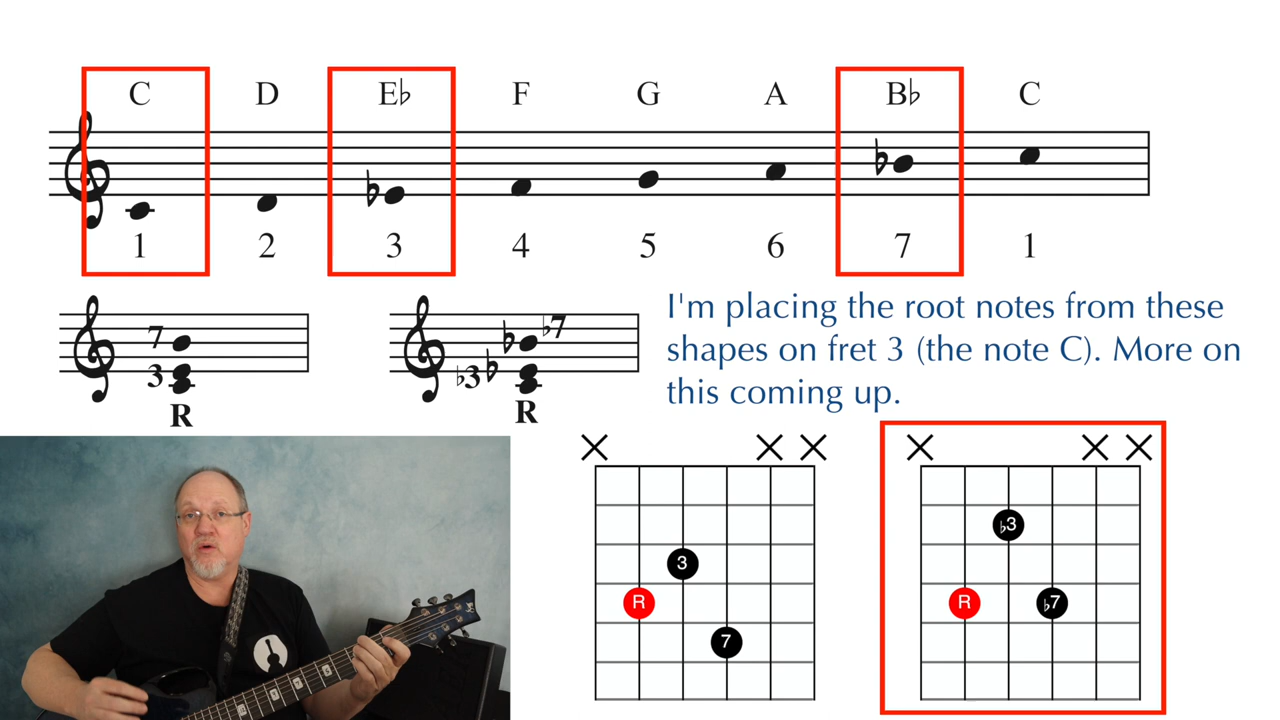 C D E♭ F G A B♭ C
1 2 3 4 5 6 7 1
7
3
R
♭7
♭3
R
I'm placing the root notes from these
shapes on fret 3 (the note C). More on
this coming up.
3
R
7
♭3
R ♭7